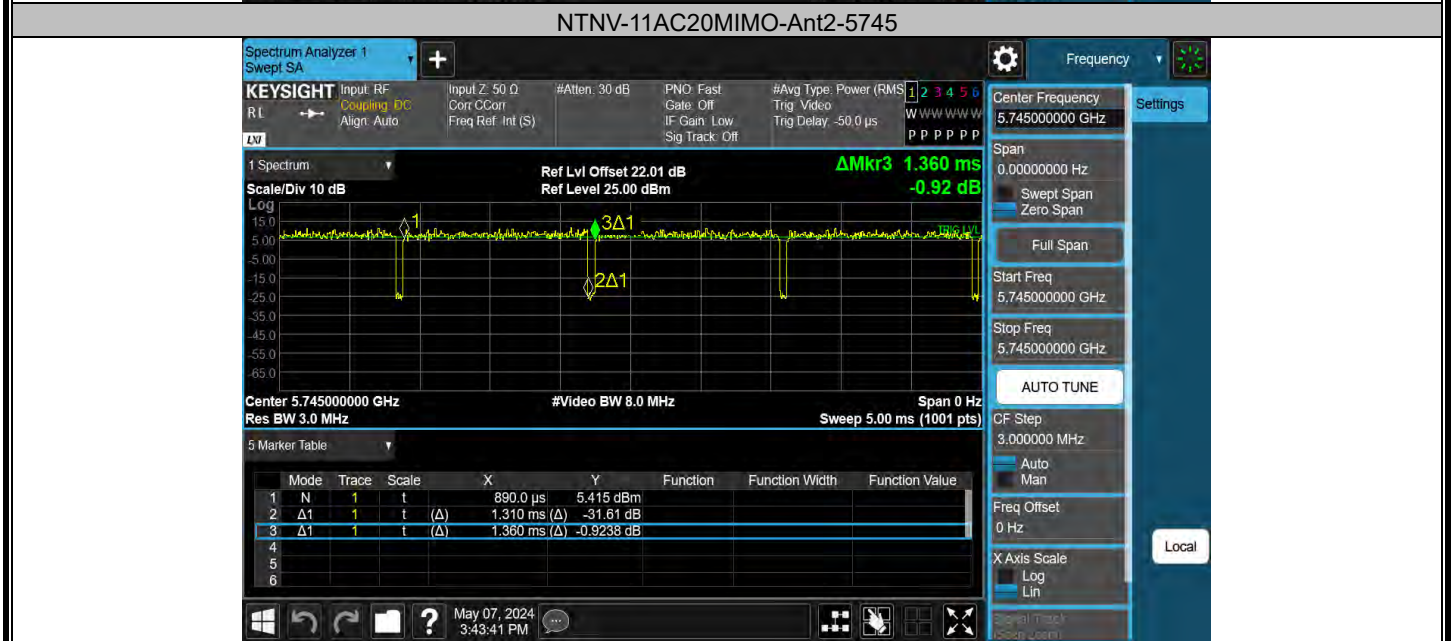 NTNV-11AC20MIMO-Ant2-5745
Spectrum Analyzer 1
Swept SA
+
Frequency
KEYSIGHT
RL
LXI
Input: RF
Coupling: DC
Align: Auto
Input Z: 50 Ω
Corr CCorr
Freq Ref: Int (S)
#Atten: 30 dB
PNO: Fast
Gate: Off
IF Gain: Low
Sig Track: Off
#Avg Type: Power (RMS
Trig: Video
Trig Delay: -50.0 µs
1 2 3 4 5 6
W W W W W W
P P P P P P
Center Frequency
5.745000000 GHz
Settings
Span
0.00000000 Hz
Swept Span
Zero Span
Full Span
Start Freq
5.745000000 GHz
Stop Freq
5.745000000 GHz
AUTO TUNE
CF Step
3.000000 MHz
Auto
Man
Freq Offset
0 Hz
X Axis Scale
Log
Lin
Signal Track
(Span Zoom)
Local
1 Spectrum
Scale/Div 10 dB
Log
Ref Lvl Offset 22.01 dB
Ref Level 25.00 dBm
ΔMkr3 1.360 ms
-0.92 dB
15.0
5.00
-5.00
-15.0
-25.0
-35.0
-45.0
-55.0
-65.0
1
3Δ1
2Δ1
TRIG LVL
Center 5.745000000 GHz
Res BW 3.0 MHz
#Video BW 8.0 MHz
Span 0 Hz
Sweep 5.00 ms (1001 pts)
5 Marker Table
Mode Trace Scale X Y Function Function Width Function Value
1 N 1 t 890.0 µs 5.415 dBm
2 Δ1 1 t (Δ) 1.310 ms (Δ) -31.61 dB
3 Δ1 1 t (Δ) 1.360 ms (Δ) -0.9238 dB
4
5
6
?
May 07, 2024
3:43:41 PM